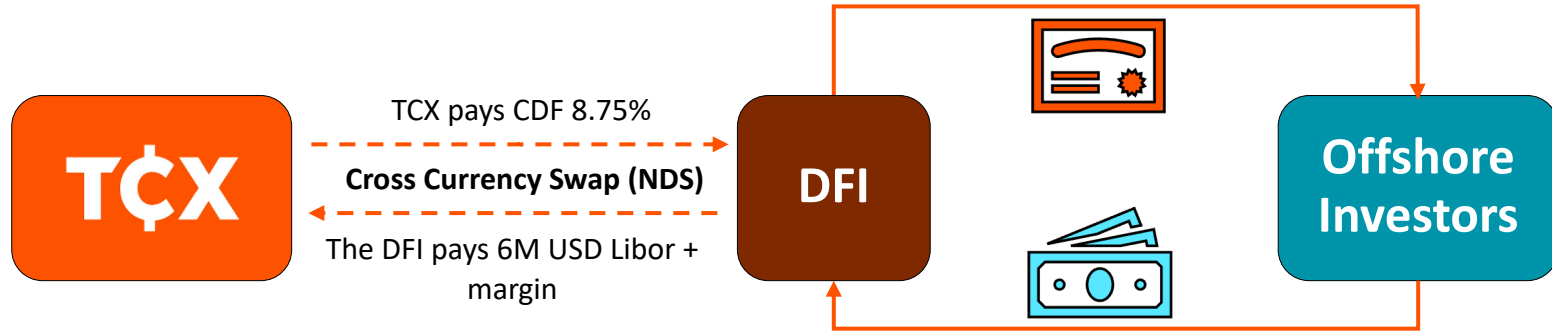 TCX
TCX pays CDF 8.75%
Cross Currency Swap (NDS)
The DFI pays 6M USD Libor +
margin
DFI
Offshore
Investors